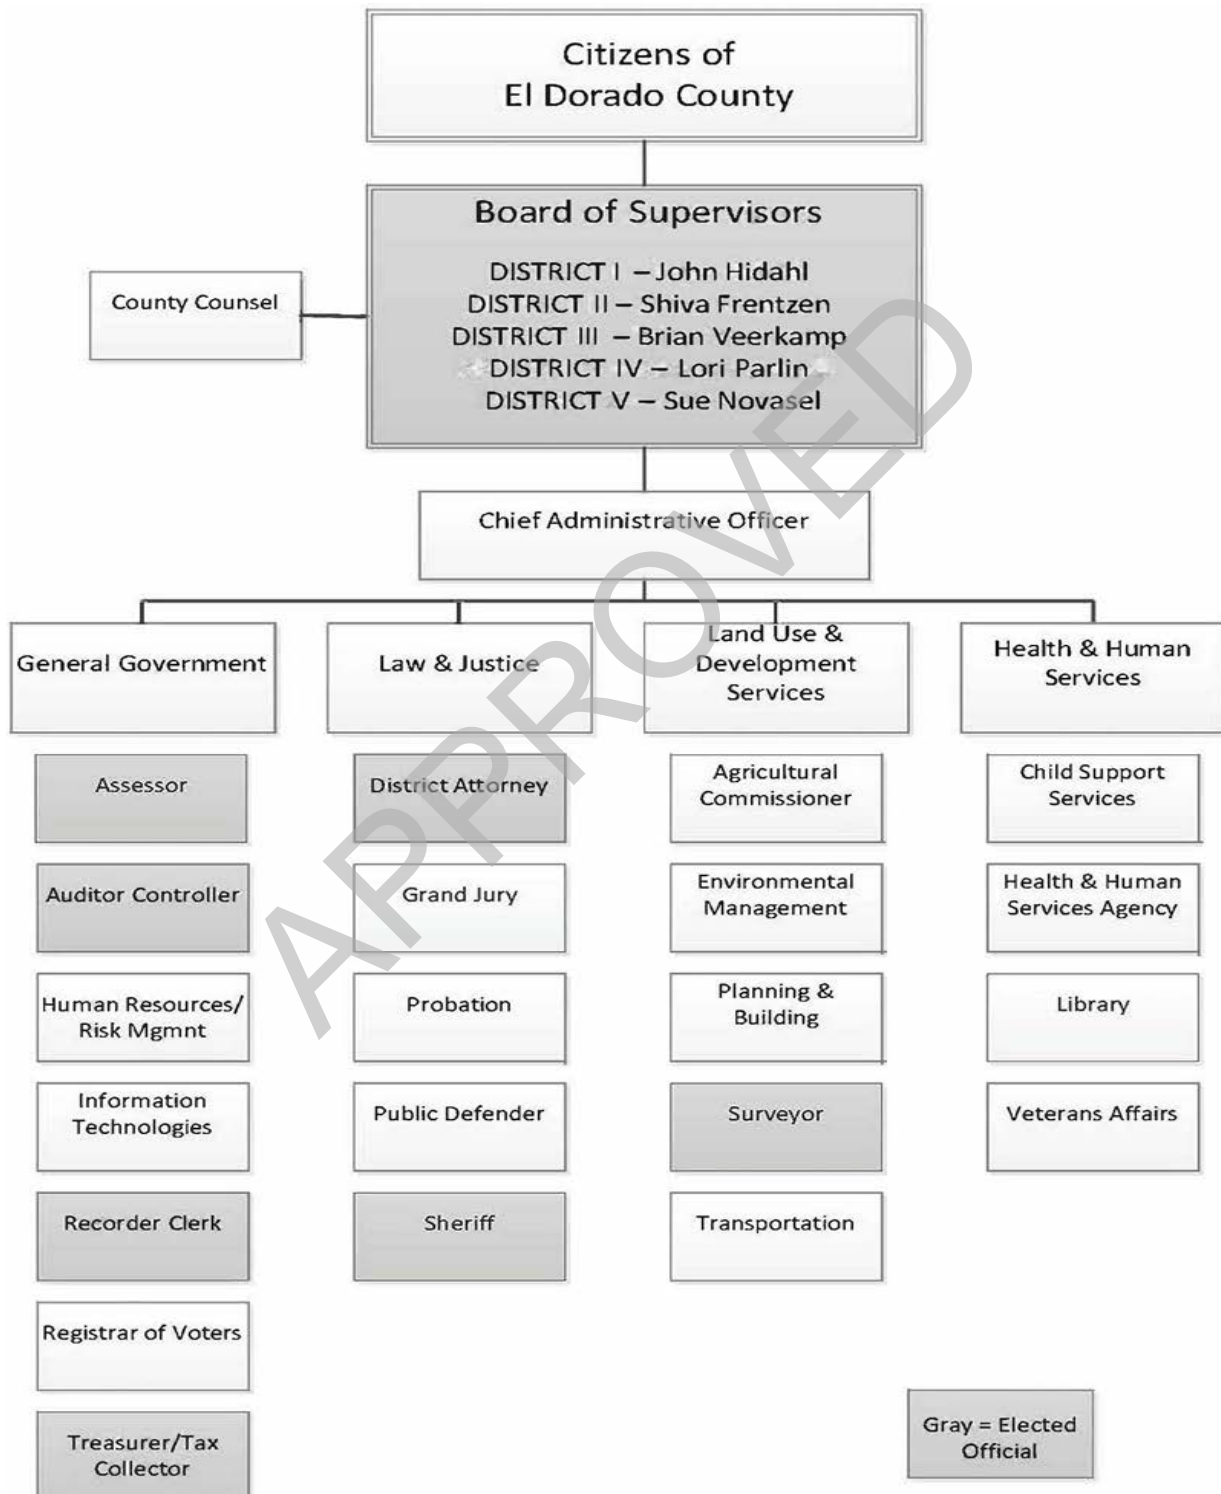 Citizens of
El Dorado County
Board of Supervisors
DISTRICT I – John Hidahl
DISTRICT II – Shiva Frentzen
DISTRICT III – Brian Veerkamp
DISTRICT IV – Lori Parlin
DISTRICT V – Sue Novasel
County Counsel
Chief Administrative Officer
General Government
Law & Justice
Land Use &
Development
Services
Health & Human
Services
Assessor
Auditor Controller
Human Resources/
Risk Mgmnt
Information
Technologies
Recorder Clerk
Registrar of Voters
Treasurer/Tax
Collector
District Attorney
Grand Jury
Probation
Public Defender
Sheriff
Agricultural
Commissioner
Environmental
Management
Planning &
Building
Surveyor
Transportation
Child Support
Services
Health & Human
Services Agency
Library
Veterans Affairs
Gray = Elected
Official
APPROVED